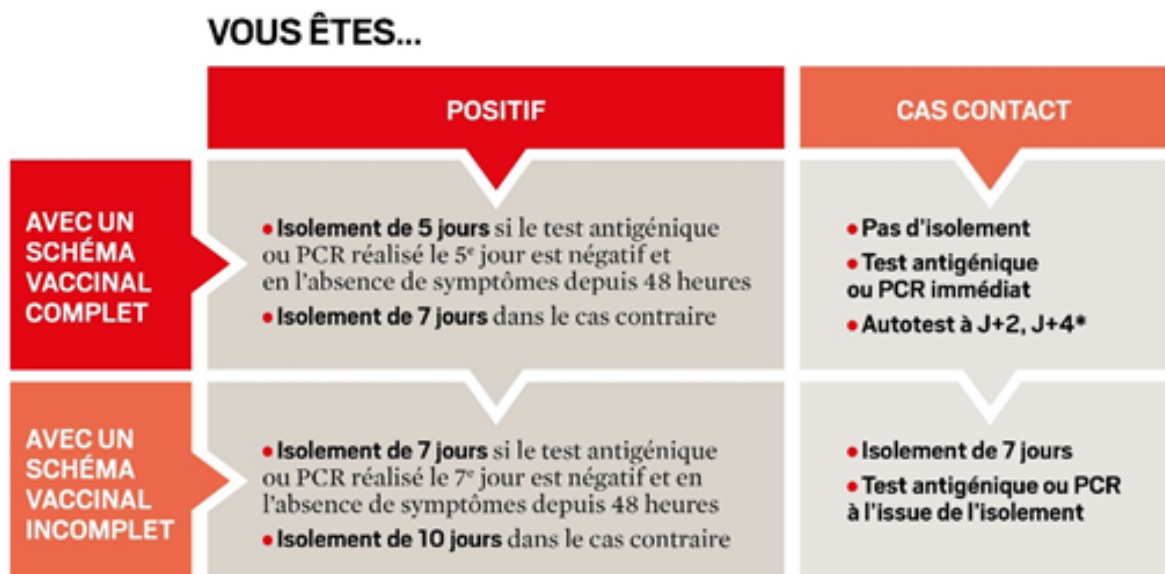 VOUS ÊTES...
POSITIF
CAS CONTACT
AVEC UN
SCHÉMA
VACCINAL
COMPLET
• Isolement de 5 jours si le test antigénique
ou PCR réalisé le 5e jour est négatif et
en l'absence de symptômes depuis 48 heures
• Isolement de 7 jours dans le cas contraire
• Pas d'isolement
• Test antigénique
ou PCR immédiat
• Autotest à J+2, J+4*
AVEC UN
SCHÉMA
VACCINAL
INCOMPLET
• Isolement de 7 jours si le test antigénique
ou PCR réalisé le 7e jour est négatif et en
l'absence de symptômes depuis 48 heures
• Isolement de 10 jours dans le cas contraire
• Isolement de 7 jours
• Test antigénique ou PCR
à l'issue de l'isolement